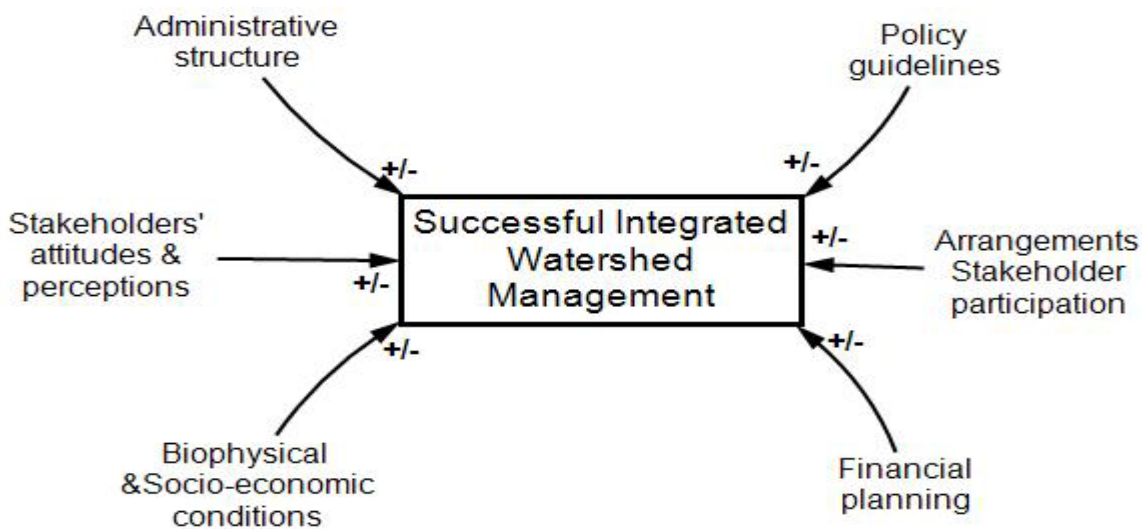 Administrative
structure
Policy
guidelines
+/-
+/-
Stakeholders'
attitudes &
perceptions
+/-
Successful Integrated
Watershed
Management
+/-
Arrangements
Stakeholder
participation
+/-
+/-
Biophysical
&Socio-economic
conditions
Financial
planning